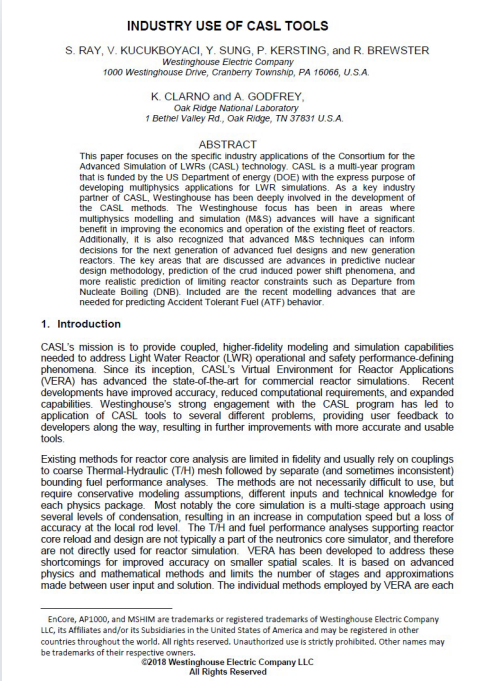 INDUSTRY USE OF CASL TOOLS
S. RAY, V. KUCUKBOYACI, Y. SUNG, P. KERSTING, and R. BREWSTER
Westinghouse Electric Company
1000 Westinghouse Drive, Cranberry Township, PA 16066, U.S.A.
K. CLARNO and A. GODFREY,
Oak Ridge National Laboratory
1 Bethel Valley Rd., Oak Ridge, TN 37831 U.S.A.
ABSTRACT
This paper focuses on the specific industry applications of the Consortium for the
Advanced Simulation of LWRs (CASL) technology. CASL is a multi-year program
that is funded by the US Department of energy (DOE) with the express purpose of
developing multiphysics applications for LWR simulations. As a key industry
partner of CASL, Westinghouse has been deeply involved in the development of
the CASL methods. The Westinghouse focus has been in areas where
multiphysics modelling and simulation (M&S) advances will have a significant
benefit in improving the economics and operation of the existing fleet of reactors.
Additionally, it is also recognized that advanced M&S techniques can inform
decisions for the next generation of advanced fuel designs and new generation
reactors. The key areas that are discussed are advances in predictive nuclear
design methodology, prediction of the crud induced power shift phenomena, and
more realistic prediction of limiting reactor constraints such as Departure from
Nucleate Boiling (DNB). Included are the recent modelling advances that are
needed for predicting Accident Tolerant Fuel (ATF) behavior.
1. Introduction
CASL's mission is to provide coupled, higher-fidelity modeling and simulation capabilities
needed to address Light Water Reactor (LWR) operational and safety performance-defining
phenomena. Since its inception, CASL's Virtual Environment for Reactor Applications
(VERA) has advanced the state-of-the-art for commercial reactor simulations. Recent
developments have improved accuracy, reduced computational requirements, and expanded
capabilities. Westinghouse's strong engagement with the CASL program has led to
application of CASL tools to several different problems, providing user feedback to
developers along the way, resulting in further improvements with more accurate and usable
tools.
Existing methods for reactor core analysis are limited in fidelity and usually rely on couplings
to coarse Thermal-Hydraulic (T/H) mesh followed by separate (and sometimes inconsistent)
bounding fuel performance analyses. The methods are not necessarily difficult to use, but
require conservative modeling assumptions, different inputs and technical knowledge for
each physics package. Most notably the core simulation is a multi-stage approach using
several levels of condensation, resulting in an increase in computation speed but a loss of
accuracy at the local rod level. The T/H and fuel performance analyses supporting reactor
core reload and design are not typically a part of the neutronics core simulator, and therefore
are not directly used for reactor simulation. VERA has been developed to address these
shortcomings for improved accuracy on smaller spatial scales. It is based on advanced
physics and mathematical methods and limits the number of stages and approximations
made between user input and solution. The individual methods employed by VERA are each
EnCore, AP1000, and MSHIM are trademarks or registered trademarks of Westinghouse Electric Company
LLC, its Affiliates and/or its Subsidiaries in the United States of America and may be registered in other
countries throughout the world. All rights reserved. Unauthorized use is strictly prohibited. Other names may
be trademarks of their respective owners.
©2018 Westinghouse Electric Company LLC
All Rights Reserved